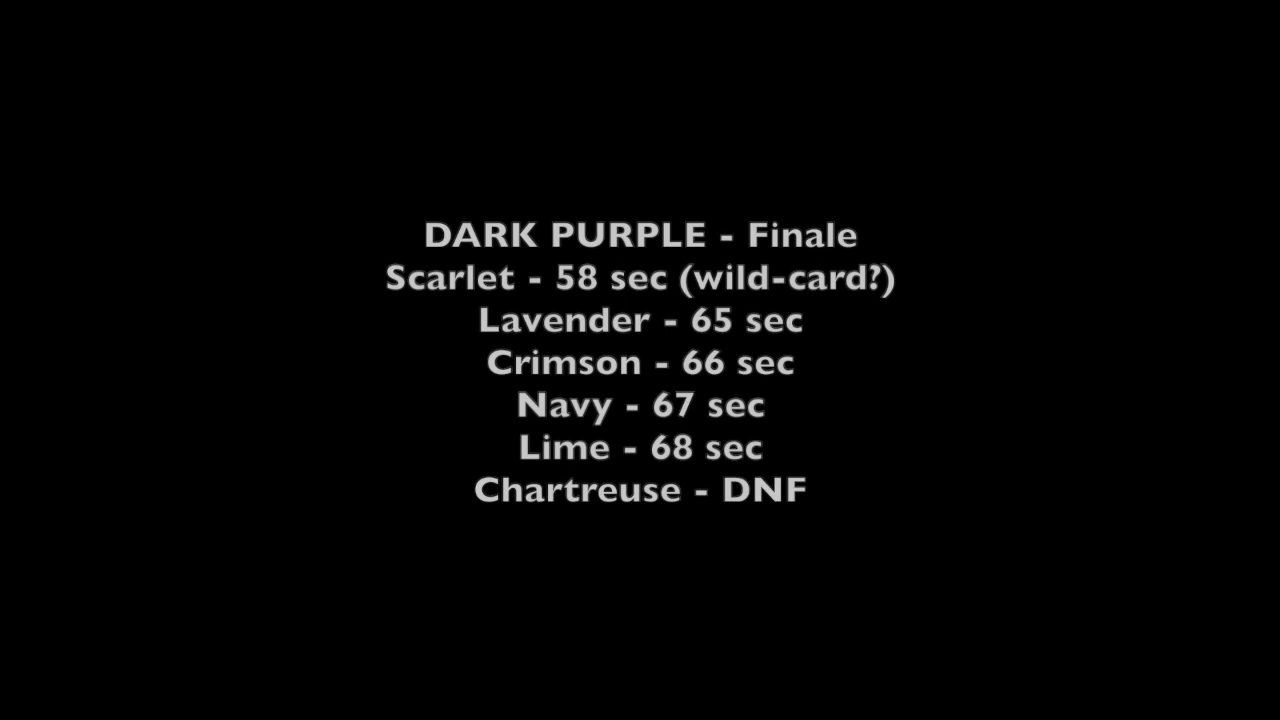 DARK PURPLE - Finale
Scarlet - 58 sec (wild-card?)
Lavender - 65 sec
Crimson - 66 sec
Navy - 67 sec
Lime - 68 sec
Chartreuse - DNF